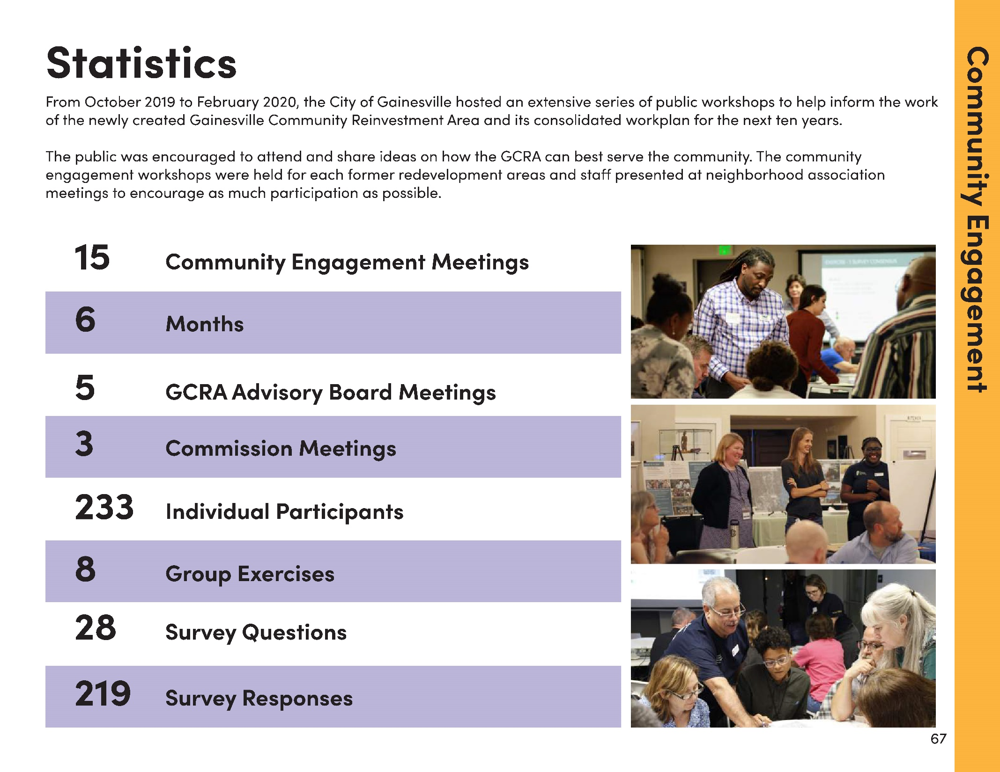 Statistics
From October 2019 to February 2020, the City of Gainesville hosted an extensive series of public workshops to help inform the work
of the newly created Gainesville Community Reinvestment Area and its consolidated workplan for the next ten years.
The public was encouraged to attend and share ideas on how the GCRA can best serve the community. The community
engagement workshops were held for each former redevelopment areas and staff presented at neighborhood association
meetings to encourage as much participation as possible.
15 Community Engagement Meetings
6 Months
5 GCRA Advisory Board Meetings
3 Commission Meetings
233 Individual Participants
8 Group Exercises
28 Survey Questions
219 Survey Responses
EXERCISE - 1 SURVEY CONSENSUS
KITCHEN
Community Engagement
67